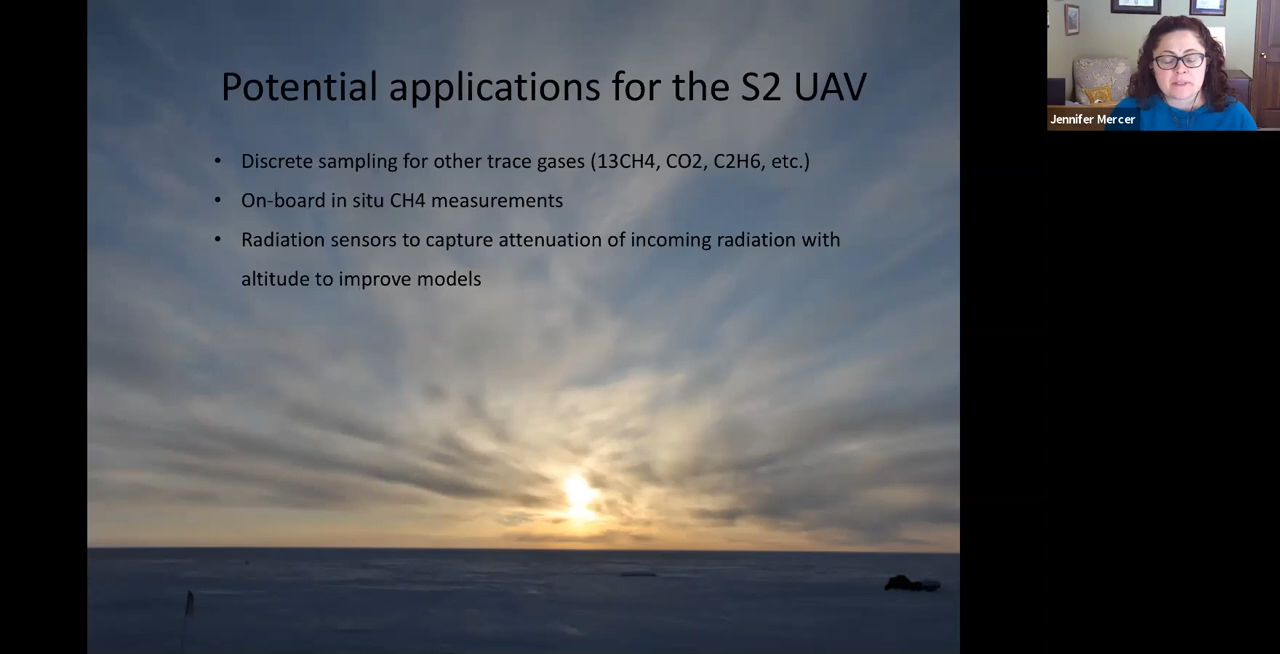 Potential applications for the S2 UAV
• Discrete sampling for other trace gases (13CH4, CO2, C2H6, etc.)
• On-board in situ CH4 measurements
• Radiation sensors to capture attenuation of incoming radiation with
altitude to improve models
Jennifer Mercer